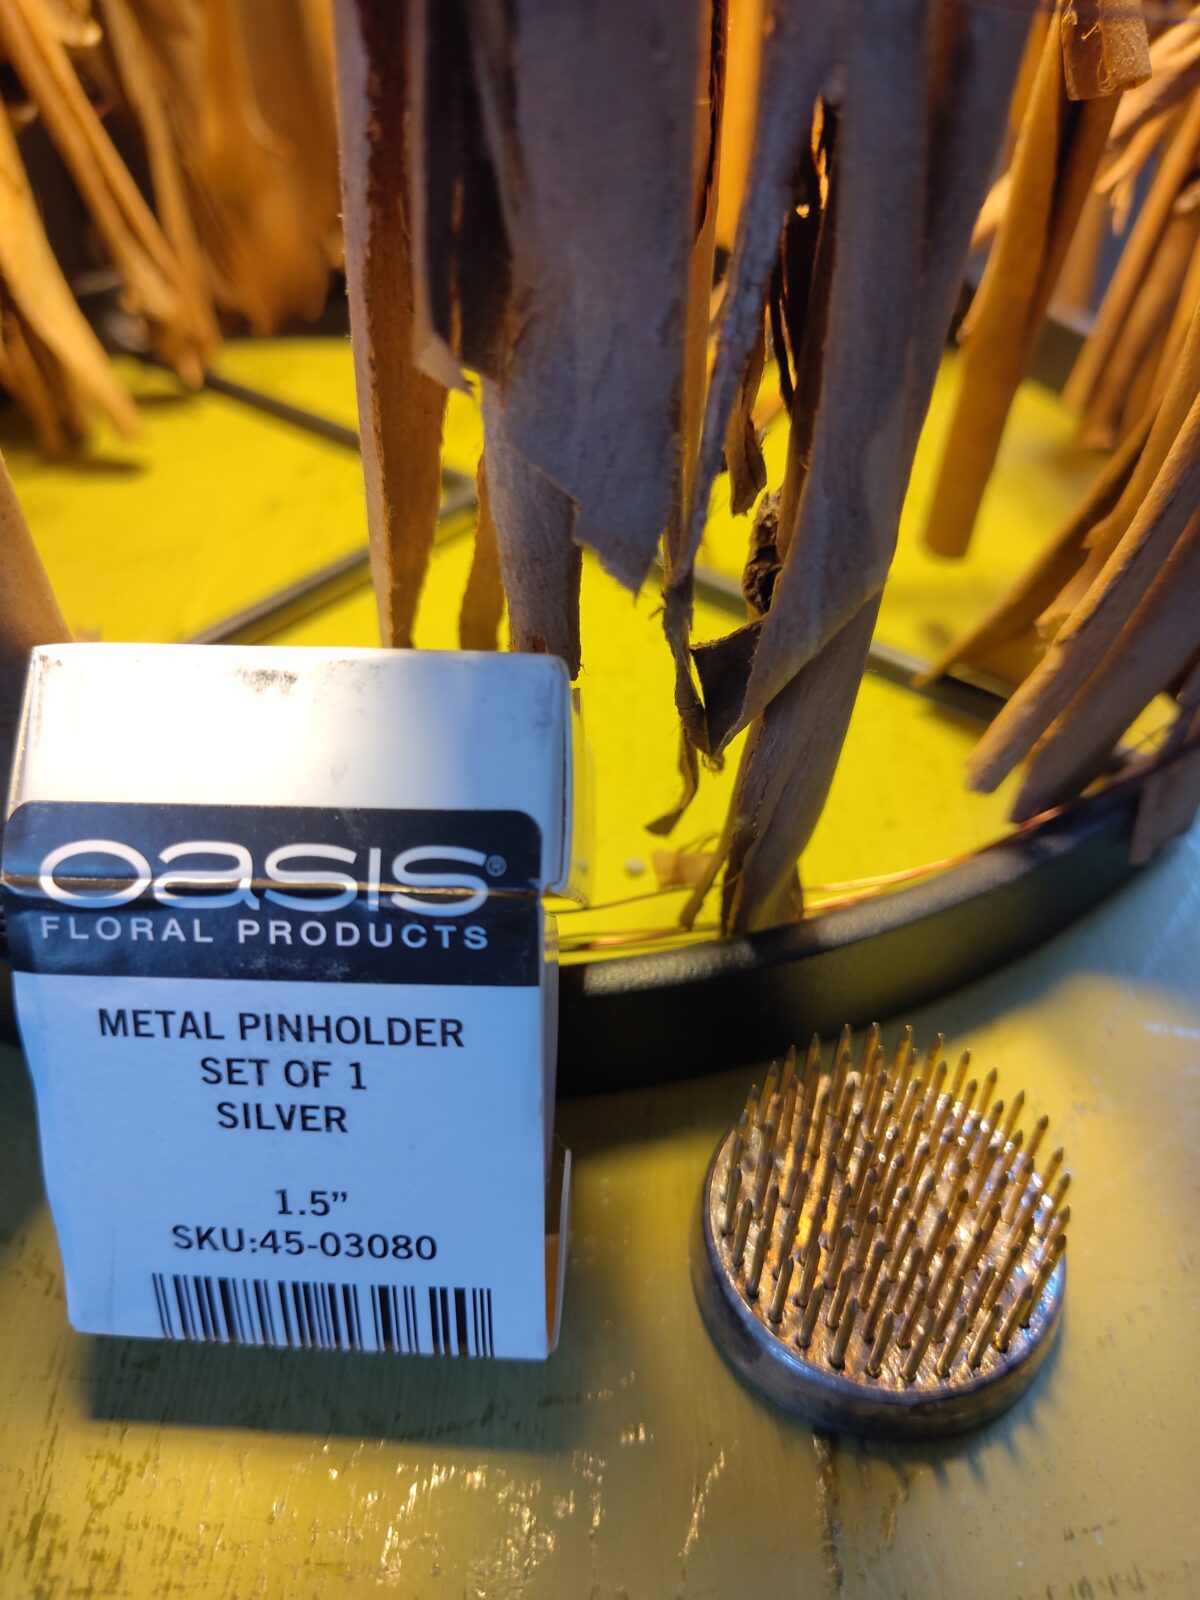 oasis®
FLORAL PRODUCTS
METAL PINHOLDER
SET OF 1
SILVER
1.5”
SKU:45-03080